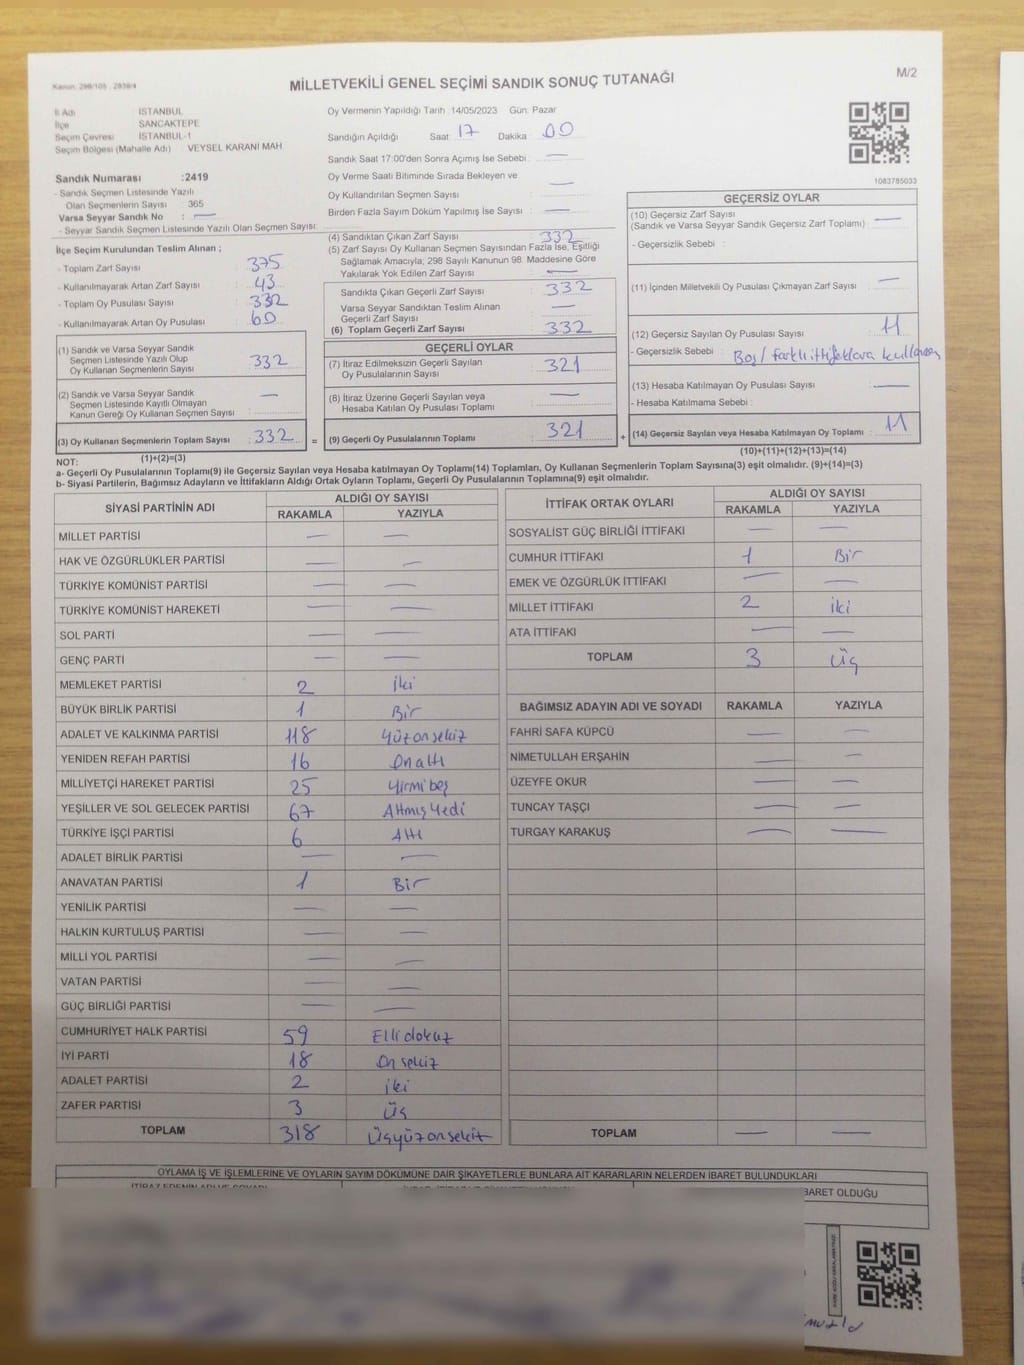 Kanun: 298/105 , 2839/4
MİLLETVEKİLİ GENEL SEÇİMİ SANDIK SONUÇ TUTANAĞI
M/2
İl Adı : İSTANBUL
İlçe : SANCAKTEPE
Seçim Çevresi : İSTANBUL-1
Seçim Bölgesi (Mahalle Adı) : VEYSEL KARANİ MAH
Sandık Numarası :2419
- Sandık Seçmen Listesinde Yazılı
Olan Seçmenlerin Sayısı : 365
Varsa Seyyar Sandık No : —
- Seyyar Sandık Seçmen Listesinde Yazılı Olan Seçmen Sayısı:
Oy Vermenin Yapıldığı Tarih :14/05/2023 Gün: Pazar
Sandığın Açıldığı Saat: 17 Dakika : 00
Sandık Saat 17:00'den Sonra Açımış İse Sebebi : —
Oy Verme Saati Bitiminde Sırada Bekleyen ve
Oy Kullandırılan Seçmen Sayısı : —
Birden Fazla Sayım Döküm Yapılmış İse Sayısı : —
1083785033
İlçe Seçim Kurulundan Teslim Alınan ;
- Toplam Zarf Sayısı : 375
- Kullanılmayarak Artan Zarf Sayısı : 43
- Toplam Oy Pusulası Sayısı : 332
- Kullanılmayarak Artan Oy Pusulası : 60
(1) Sandık ve Varsa Seyyar Sandık
Seçmen Listesinde Yazılı Olup
Oy Kullanan Seçmenlerin Sayısı : 332
(2) Sandık ve Varsa Seyyar Sandık
Seçmen Listesinde Kayıtlı Olmayan
Kanun Gereği Oy Kullanan Seçmen Sayısı : —
(3) Oy Kullanan Seçmenlerin Toplam Sayısı : 332 =
(1)+(2)=(3)
(4) Sandıktan Çıkan Zarf Sayısı : 332
(5) Zarf Sayısı Oy Kullanan Seçmen Sayısından Fazla İse, Eşitliği
Sağlamak Amacıyla, 298 Sayılı Kanunun 98. Maddesine Göre
Yakılarak Yok Edilen Zarf Sayısı : —
Sandıkta Çıkan Geçerli Zarf Sayısı : 332
Varsa Seyyar Sandıktan Teslim Alınan
Geçerli Zarf Sayısı : —
(6) Toplam Geçerli Zarf Sayısı : 332
GEÇERLİ OYLAR
(7) İtiraz Edilmeksizin Geçerli Sayılan
Oy Pusulalarının Sayısı : 321
(8) İtiraz Üzerine Geçerli Sayılan veya
Hesaba Katılan Oy Pusulası Toplamı : —
(9) Geçerli Oy Pusulalarının Toplamı : 321 +
GEÇERSİZ OYLAR
(10) Geçersiz Zarf Sayısı
(Sandık ve Varsa Seyyar Sandık Geçersiz Zarf Toplamı) : —
- Geçersizlik Sebebi :
(11) İçinden Milletvekili Oy Pusulası Çıkmayan Zarf Sayısı : —
(12) Geçersiz Sayılan Oy Pusulası Sayısı : 11
- Geçersizlik Sebebi : Boş / farklı ittifaklara kullanım
(13) Hesaba Katılmayan Oy Pusulası Sayısı : —
- Hesaba Katılmama Sebebi :
(14) Geçersiz Sayılan veya Hesaba Katılmayan Oy Toplamı : 11
(10)+(11)+(12)+(13)=(14)
NOT:
a- Geçerli Oy Pusulalarının Toplamı(9) ile Geçersiz Sayılan veya Hesaba katılmayan Oy Toplamı(14) Toplamları, Oy Kullanan Seçmenlerin Toplam Sayısına(3) eşit olmalıdır. (9)+(14)=(3)
b- Siyasi Partilerin, Bağımsız Adayların ve İttifakların Aldığı Ortak Oyların Toplamı, Geçerli Oy Pusulalarının Toplamına(9) eşit olmalıdır.
SİYASİ PARTİNİN ADI ALDIĞI OY SAYISI
RAKAMLA YAZIYLA
MİLLET PARTİSİ — —
HAK VE ÖZGÜRLÜKLER PARTİSİ — —
TÜRKİYE KOMÜNİST PARTİSİ — —
TÜRKİYE KOMÜNİST HAREKETİ — —
SOL PARTİ — —
GENÇ PARTİ — —
MEMLEKET PARTİSİ 2 iki
BÜYÜK BİRLİK PARTİSİ 1 Bir
ADALET VE KALKINMA PARTİSİ 118 Yüzonsekiz
YENİDEN REFAH PARTİSİ 16 Onaltı
MİLLİYETÇİ HAREKET PARTİSİ 25 Yirmibeş
YEŞİLLER VE SOL GELECEK PARTİSİ 67 Altmışyedi
TÜRKİYE İŞÇİ PARTİSİ 6 Altı
ADALET BİRLİK PARTİSİ — —
ANAVATAN PARTİSİ 1 Bir
YENİLİK PARTİSİ — —
HALKIN KURTULUŞ PARTİSİ — —
MİLLİ YOL PARTİSİ — —
VATAN PARTİSİ — —
GÜÇ BİRLİĞİ PARTİSİ — —
CUMHURİYET HALK PARTİSİ 59 Ellidokuz
İYİ PARTİ 18 Onsekiz
ADALET PARTİSİ 2 iki
ZAFER PARTİSİ 3 üç
TOPLAM 318 Üçyüzonsekiz
İTTİFAK ORTAK OYLARI ALDIĞI OY SAYISI
RAKAMLA YAZIYLA
SOSYALİST GÜÇ BİRLİĞİ İTTİFAKI — —
CUMHUR İTTİFAKI 1 Bir
EMEK VE ÖZGÜRLÜK İTTİFAKI — —
MİLLET İTTİFAKI 2 iki
ATA İTTİFAKI — —
TOPLAM 3 Üç
BAĞIMSIZ ADAYIN ADI VE SOYADI RAKAMLA YAZIYLA
FAHRİ SAFA KÜPCÜ — —
NİMETULLAH ERŞAHİN — —
ÜZEYFE OKUR — —
TUNCAY TAŞÇI — —
TURGAY KARAKUŞ — —
TOPLAM — —
OYLAMA İŞ VE İŞLEMLERİNE VE OYLARIN SAYIM DÖKÜMÜNE DAİR ŞİKAYETLERLE BUNLARA AİT KARARLARIN NELERDEN İBARET BULUNDUKLARI
İTİRAZ EDENİN ADI VE SOYADI
BARET OLDUĞU